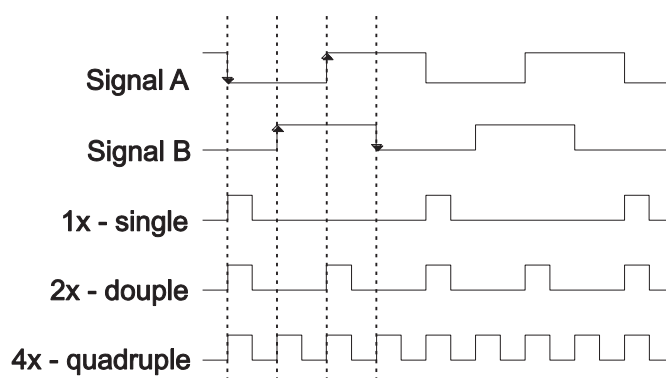 Signal A
Signal B
1x - single
2x - douple
4x - quadruple